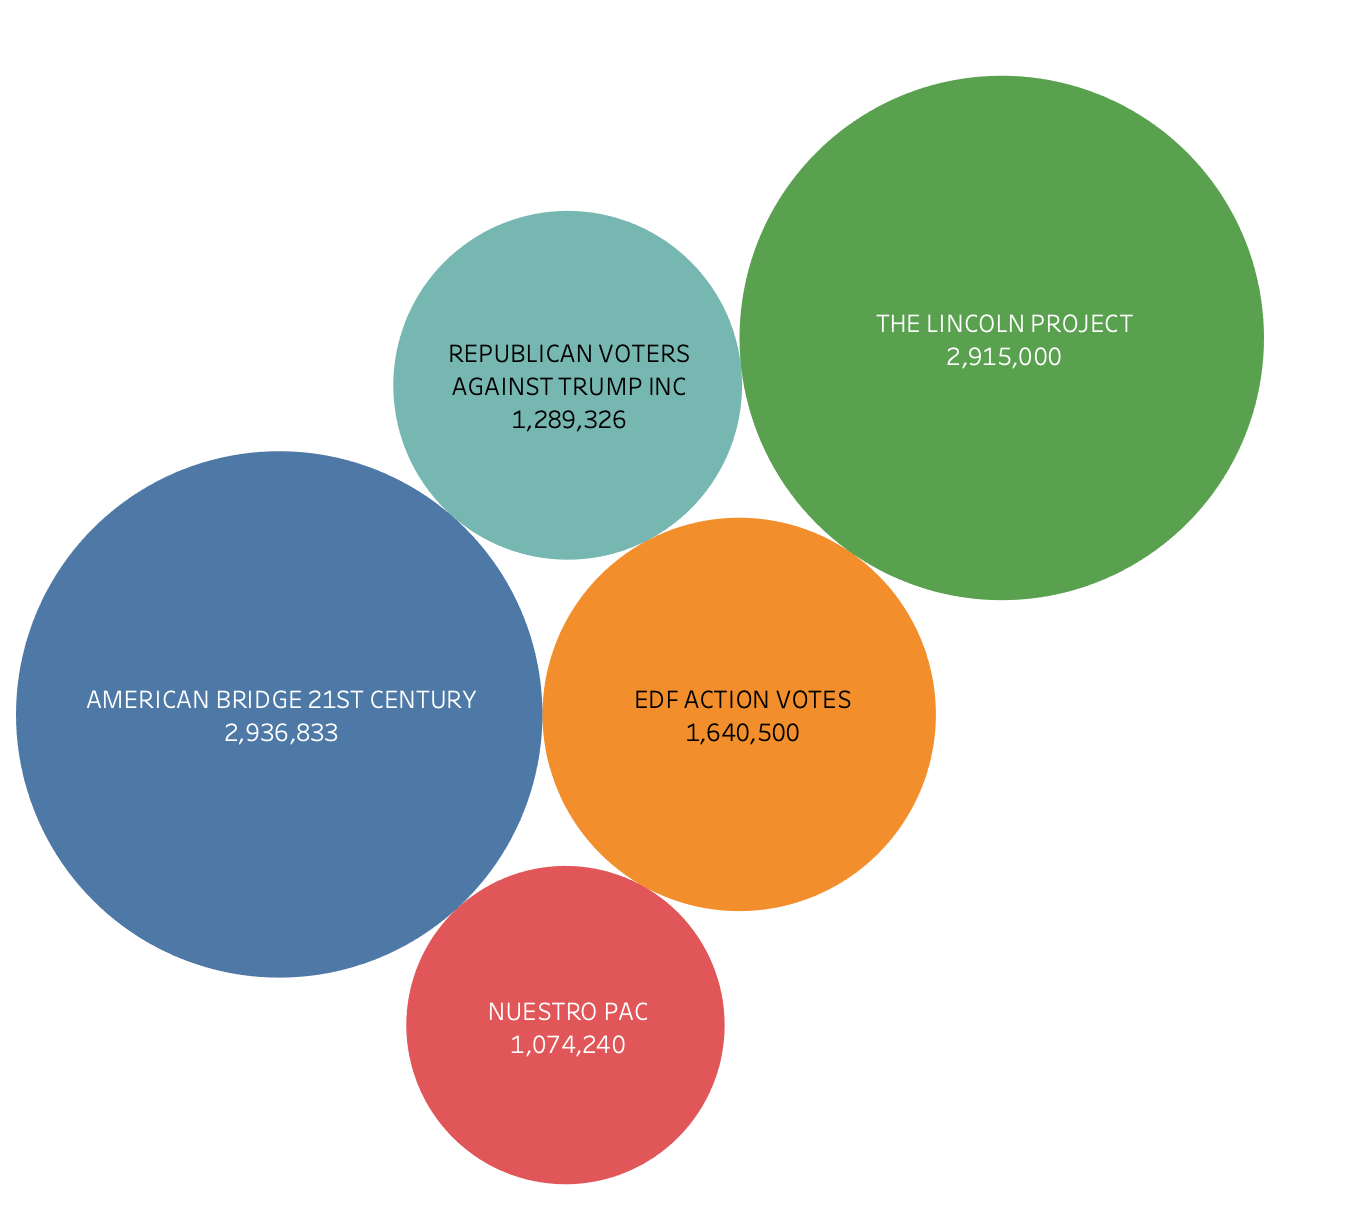 THE LINCOLN PROJECT
2,915,000
REPUBLICAN VOTERS
AGAINST TRUMP INC
1,289,326
AMERICAN BRIDGE 21ST CENTURY
2,936,833
EDF ACTION VOTES
1,640,500
NUESTRO PAC
1,074,240